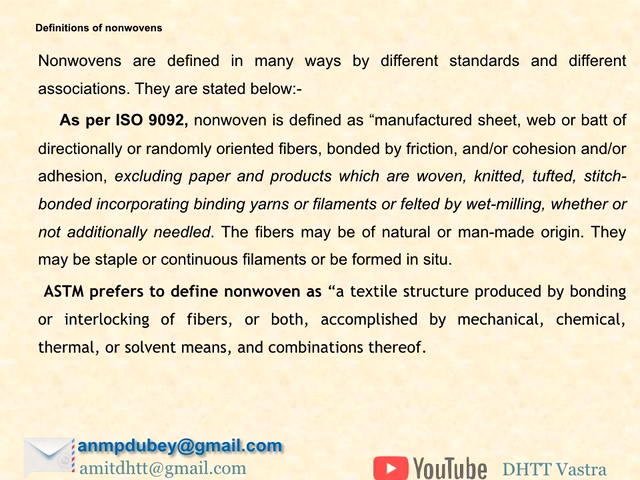 Definitions of nonwovens
Nonwovens are defined in many ways by different standards and different
associations. They are stated below:-
As per ISO 9092, nonwoven is defined as “manufactured sheet, web or batt of
directionally or randomly oriented fibers, bonded by friction, and/or cohesion and/or
adhesion, excluding paper and products which are woven, knitted, tufted, stitch-
bonded incorporating binding yarns or filaments or felted by wet-milling, whether or
not additionally needled. The fibers may be of natural or man-made origin. They
may be staple or continuous filaments or be formed in situ.
ASTM prefers to define nonwoven as “a textile structure produced by bonding
or interlocking of fibers, or both, accomplished by mechanical, chemical,
thermal, or solvent means, and combinations thereof.
anmpdubey@gmail.com
amitdhtt@gmail.com
YouTube DHTT Vastra